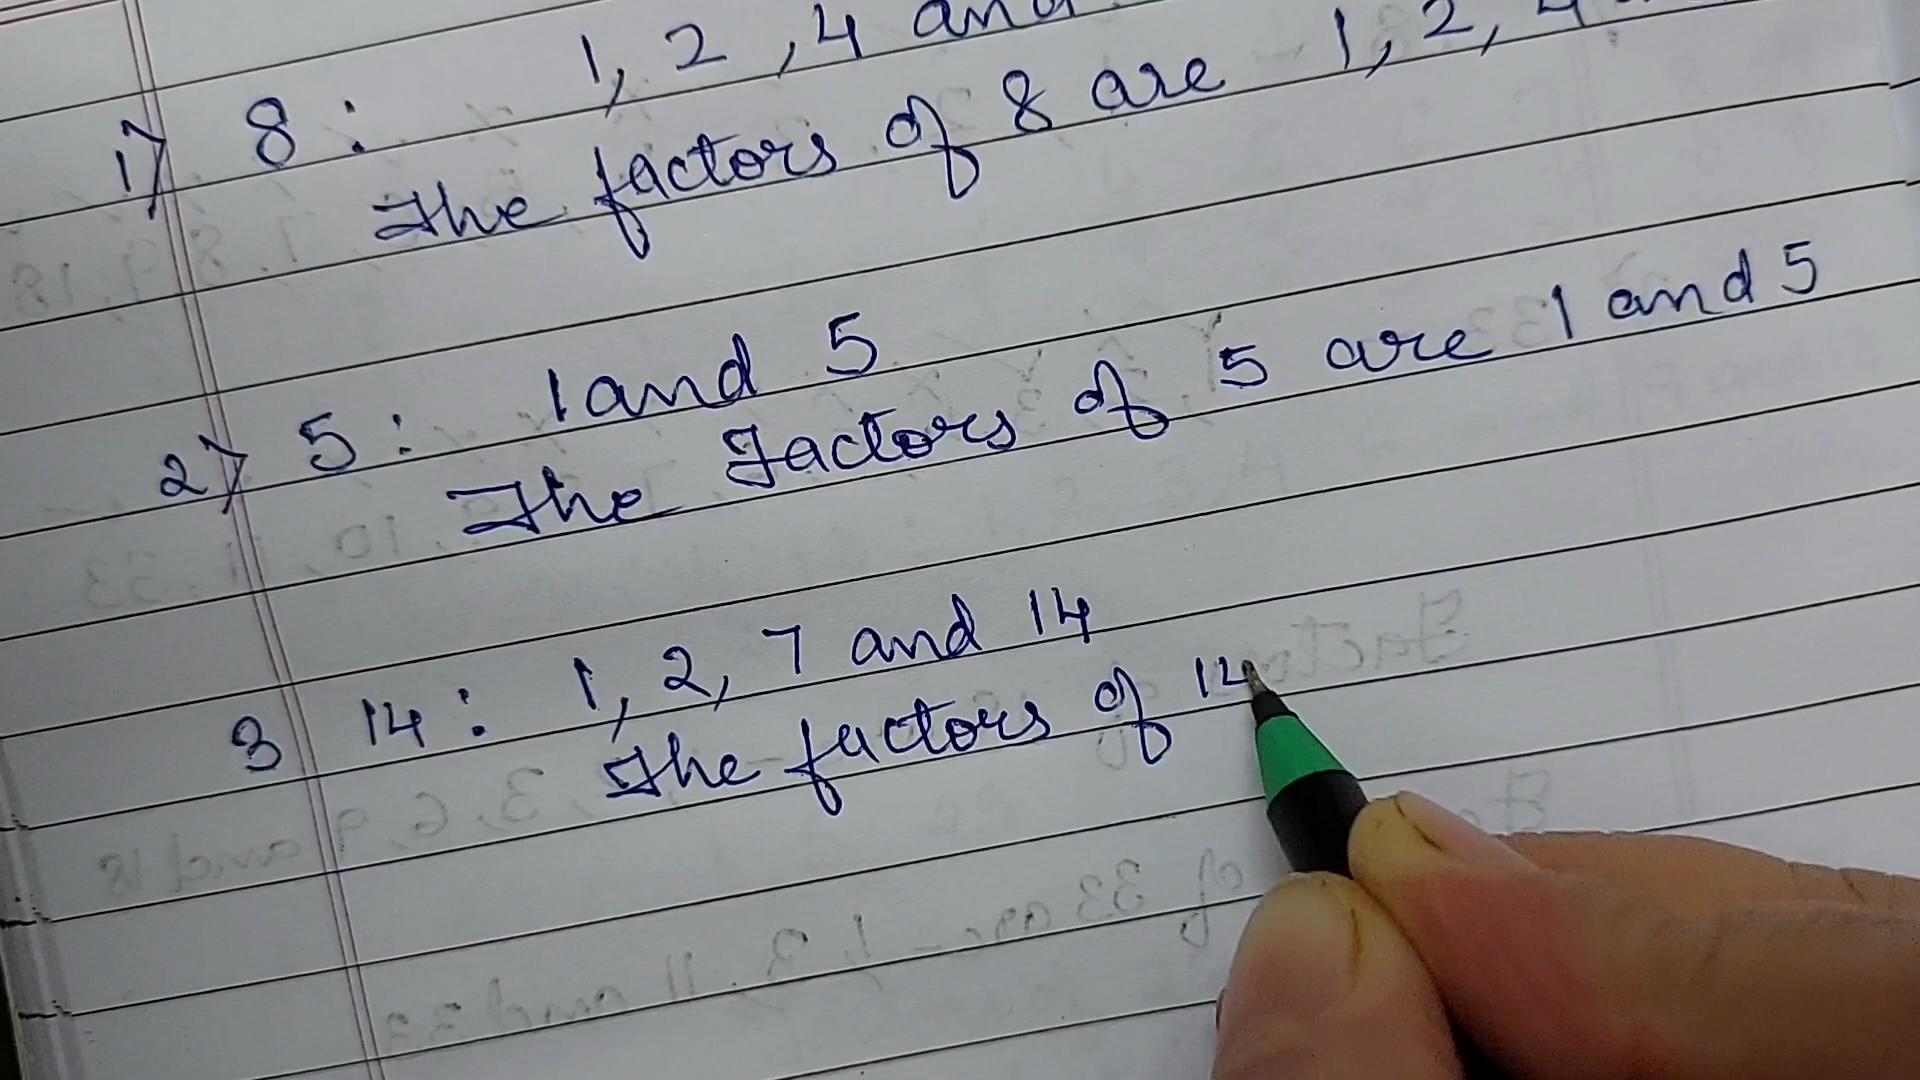 1) 8: 1, 2, 4 and
The factors of 8 are 1, 2, 4
2) 5: 1 and 5
The Factors of 5 are 1 and 5
3 14: 1, 2, 7 and 14
The factors of 14